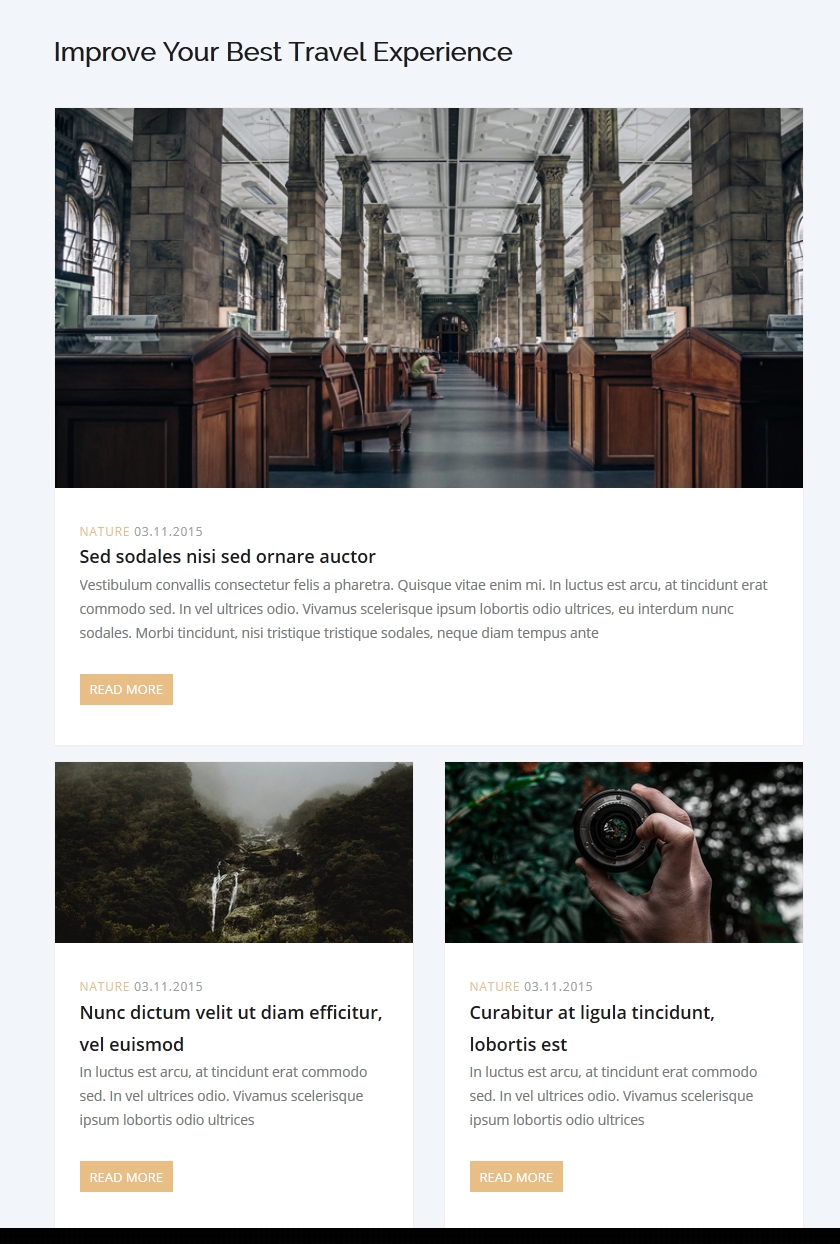 Improve Your Best Travel Experience
NATURE 03.11.2015
Sed sodales nisi sed ornare auctor
Vestibulum convallis consectetur felis a pharetra. Quisque vitae enim mi. In luctus est arcu, at tincidunt erat
commodo sed. In vel ultrices odio. Vivamus scelerisque ipsum lobortis odio ultrices, eu interdum nunc
sodales. Morbi tincidunt, nisi tristique tristique sodales, neque diam tempus ante
READ MORE
NATURE 03.11.2015
Nunc dictum velit ut diam efficitur,
vel euismod
In luctus est arcu, at tincidunt erat commodo
sed. In vel ultrices odio. Vivamus scelerisque
ipsum lobortis odio ultrices
READ MORE
NATURE 03.11.2015
Curabitur at ligula tincidunt,
lobortis est
In luctus est arcu, at tincidunt erat commodo
sed. In vel ultrices odio. Vivamus scelerisque
ipsum lobortis odio ultrices
READ MORE